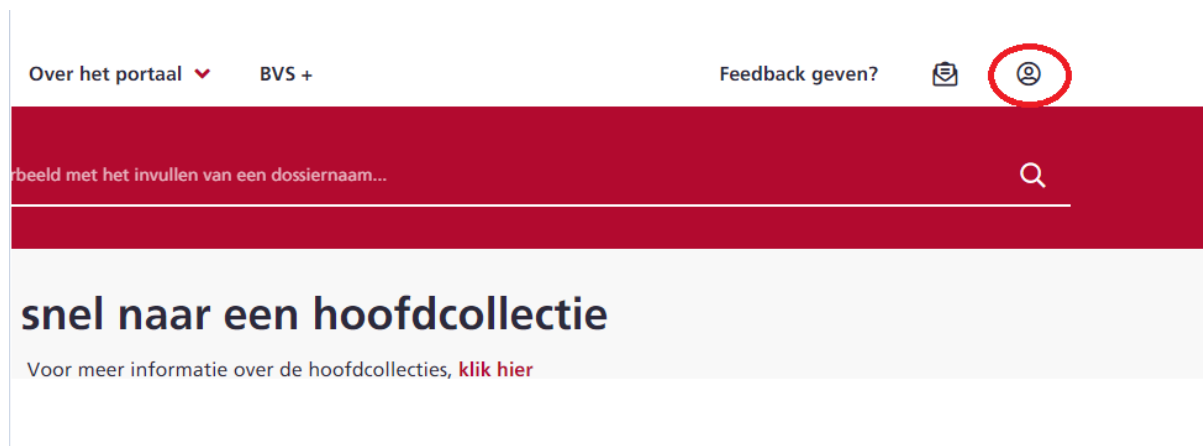 Over het portaal BVS + Feedback geven?
rbeeld met het invullen van een dossiernaam...
snel naar een hoofdcollectie
Voor meer informatie over de hoofdcollecties, klik hier